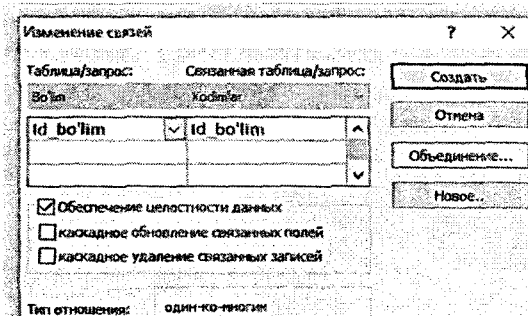 Изменение связей ? ×
Таблица/запрос: Связанная таблица/запрос:
Bo'lim Xodimlar
Id_bo'lim Id_bo'lim
Обеспечение целостности данных
каскадное обновление связанных полей
каскадное удаление связанных записей
Тип отношения: один-ко-многим
Создать
Отмена
Объединение...
Новое..